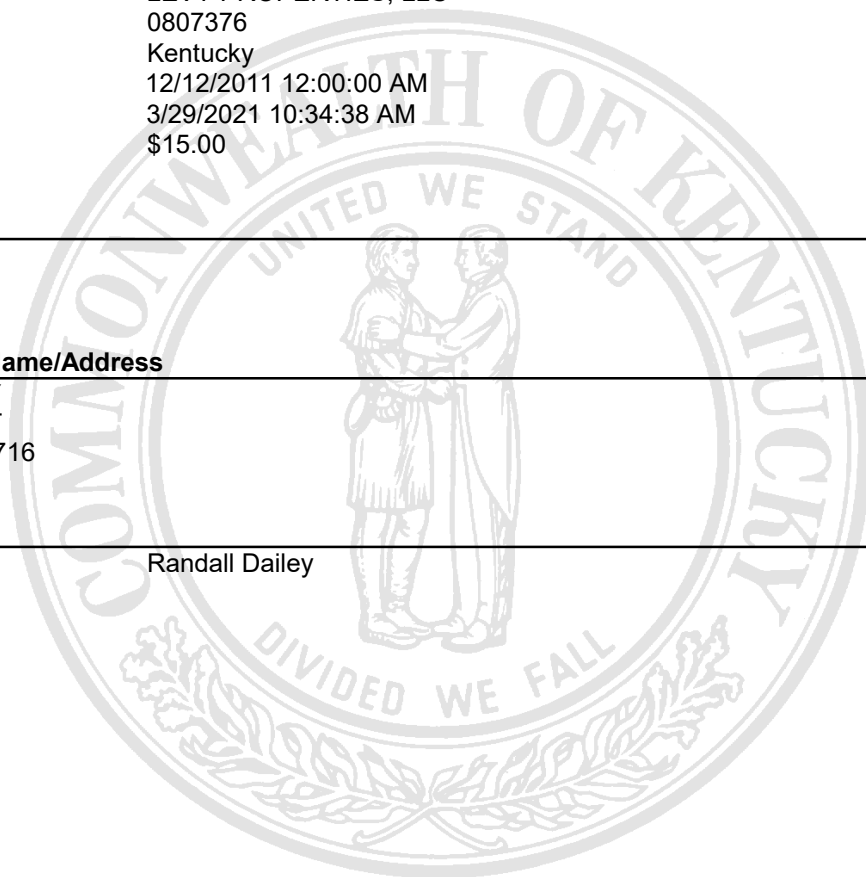 0807376
Kentucky
12/12/2011 12:00:00 AM
3/29/2021 10:34:38 AM
$15.00
COMMONWEALTH OF KENTUCKY
UNITED WE STAND
ame/Address
716
Randall Dailey
DIVIDED WE FALL